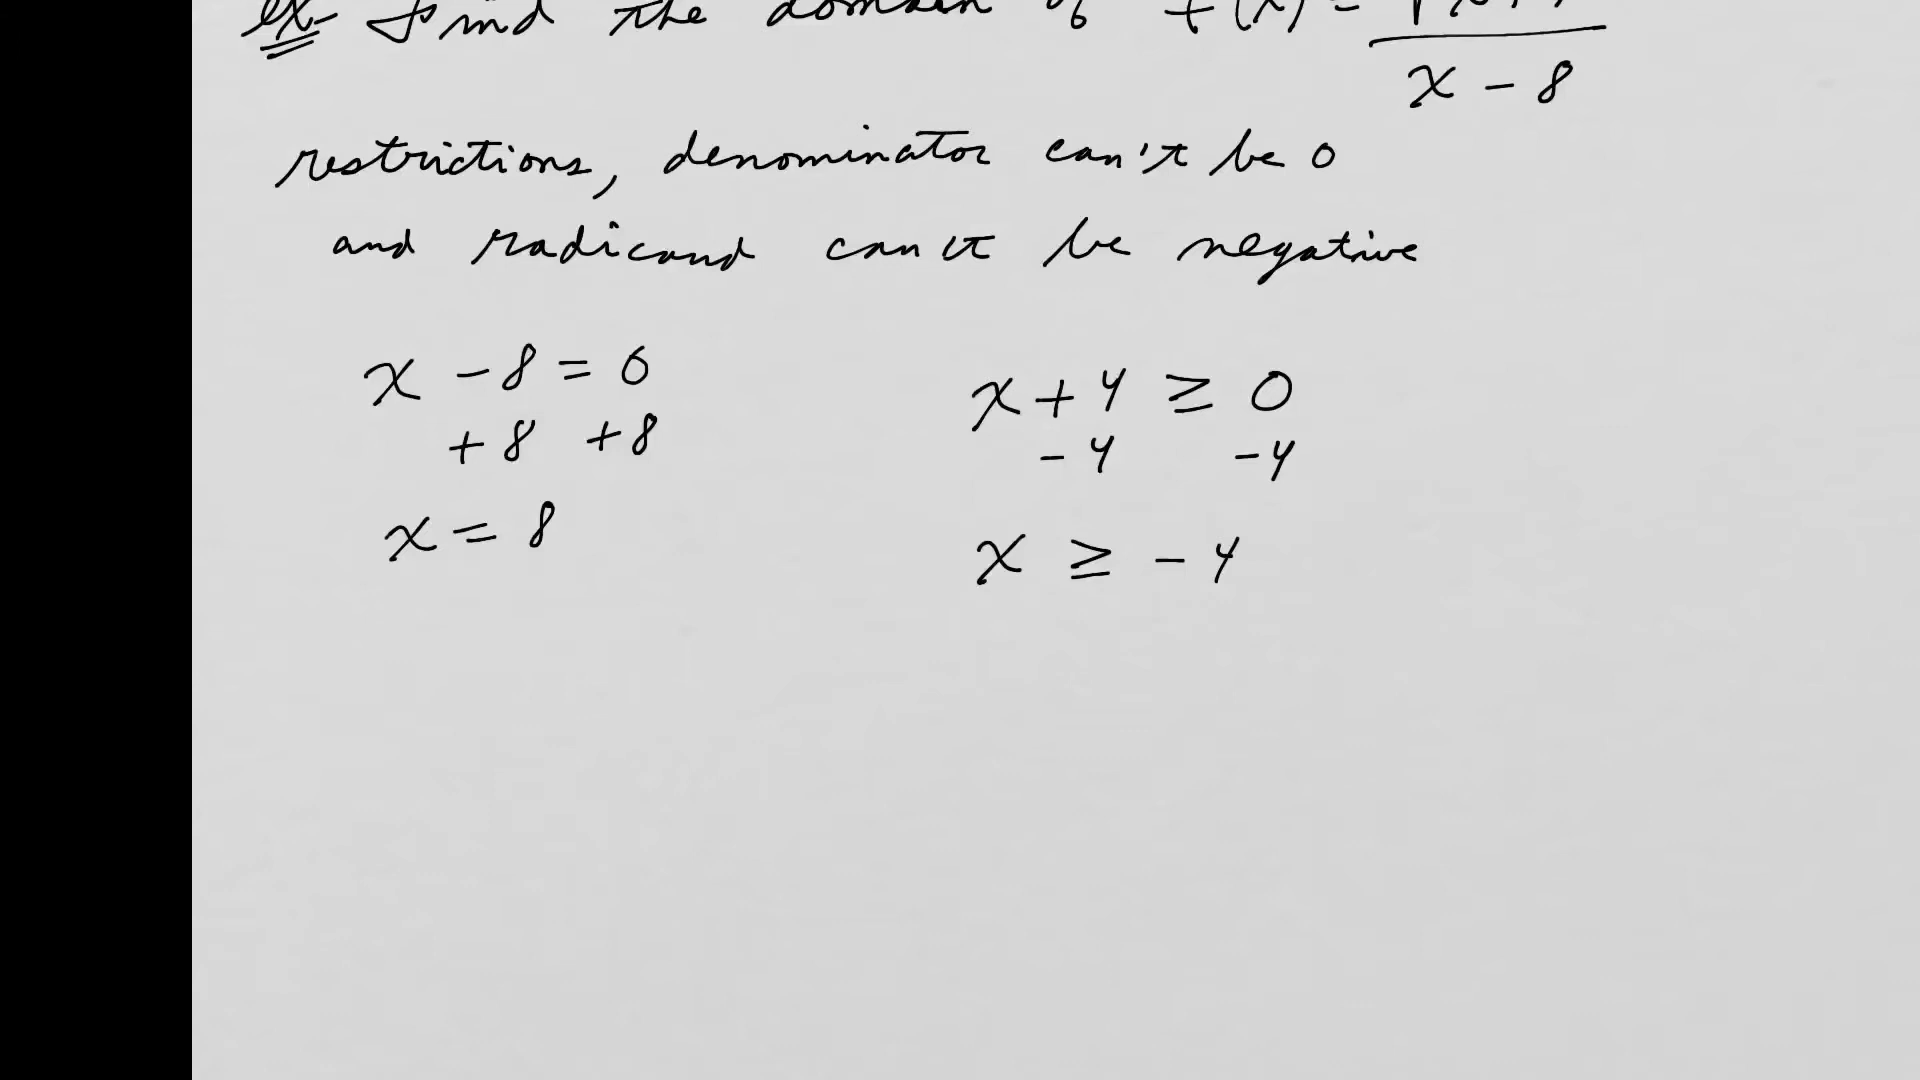 ex- Find the domain of f(x) = √x+4
x - 8
restrictions, denominator can't be 0
and radicand can't be negative
x - 8 = 0
+ 8 + 8
x = 8
x + 4 ≥ 0
- 4 - 4
x ≥ - 4